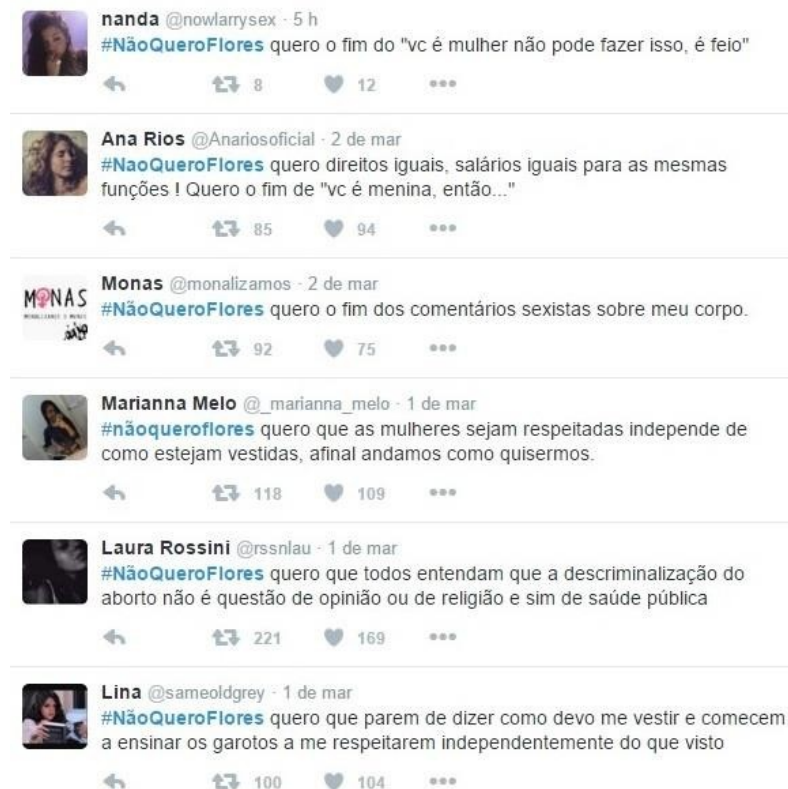 nanda @nowlarrysex · 5 h
#NãoQueroFlores quero o fim do "vc é mulher não pode fazer isso, é feio"
8 12
Ana Rios @Anariosoficial · 2 de mar
#NaoQueroFlores quero direitos iguais, salários iguais para as mesmas
funções ! Quero o fim de "vc é menina, então..."
85 94
MONAS
Monas @monalizamos · 2 de mar
#NãoQueroFlores quero o fim dos comentários sexistas sobre meu corpo.
92 75
Marianna Melo @_marianna_melo · 1 de mar
#nãoqueroflores quero que as mulheres sejam respeitadas independe de
como estejam vestidas, afinal andamos como quisermos.
118 109
Laura Rossini @rssnlau · 1 de mar
#NãoQueroFlores quero que todos entendam que a descriminalização do
aborto não é questão de opinião ou de religião e sim de saúde pública
221 169
Lina @sameoldgrey · 1 de mar
#NãoQueroFlores quero que parem de dizer como devo me vestir e comecem
a ensinar os garotos a me respeitarem independentemente do que visto
100 104